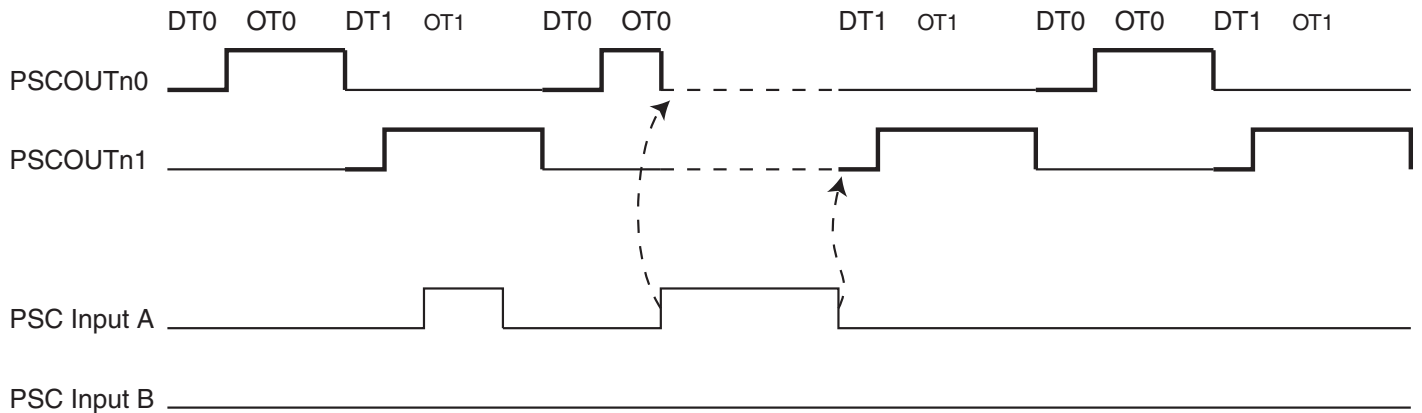 DT0 OT0 DT1 OT1 DT0 OT0 DT1 OT1 DT0 OT0 DT1 OT1
PSCOUTn0
PSCOUTn1
PSC Input A
PSC Input B